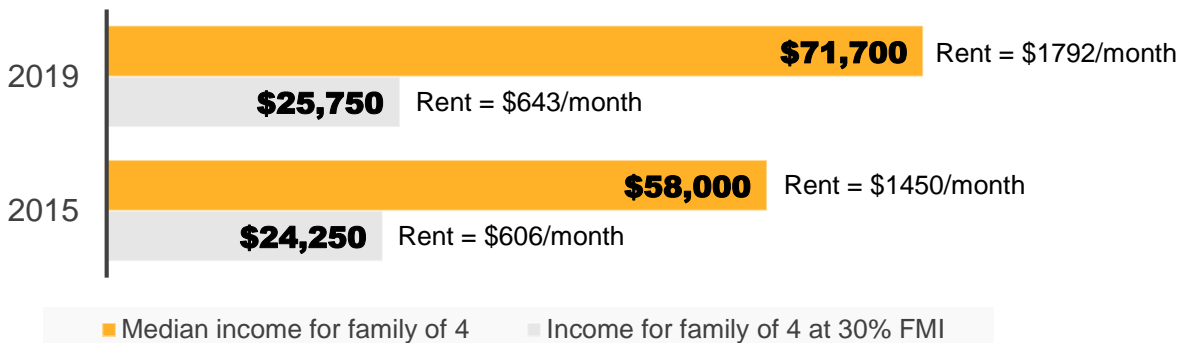 $71,700 Rent = $1792/month
2019
$25,750 Rent = $643/month
$58,000 Rent = $1450/month
2015
$24,250 Rent = $606/month
Median income for family of 4 Income for family of 4 at 30% FMI